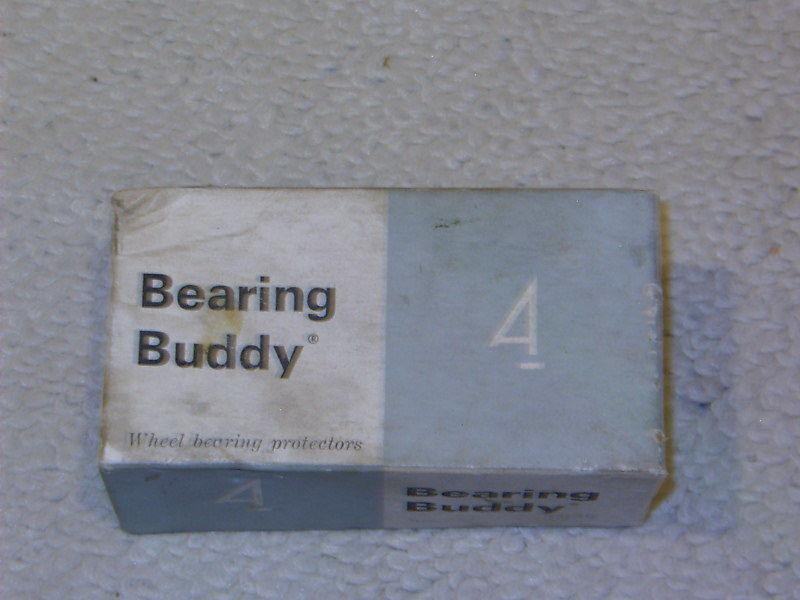 Bearing
Buddy®
Wheel bearing protectors
4
4
Bearing
Buddy